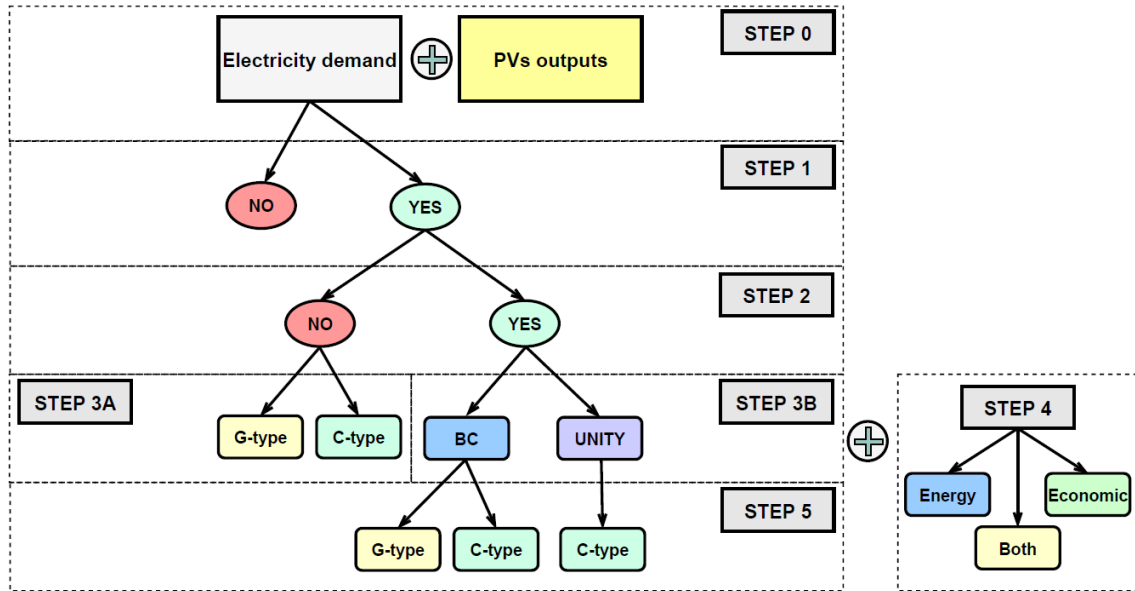 Electricity demand
PVs outputs
STEP 0
STEP 1
NO
YES
STEP 2
NO
YES
STEP 3A
STEP 3B
STEP 4
G-type
C-type
BC
UNITY
Energy
Economic
Both
STEP 5
G-type
C-type
C-type